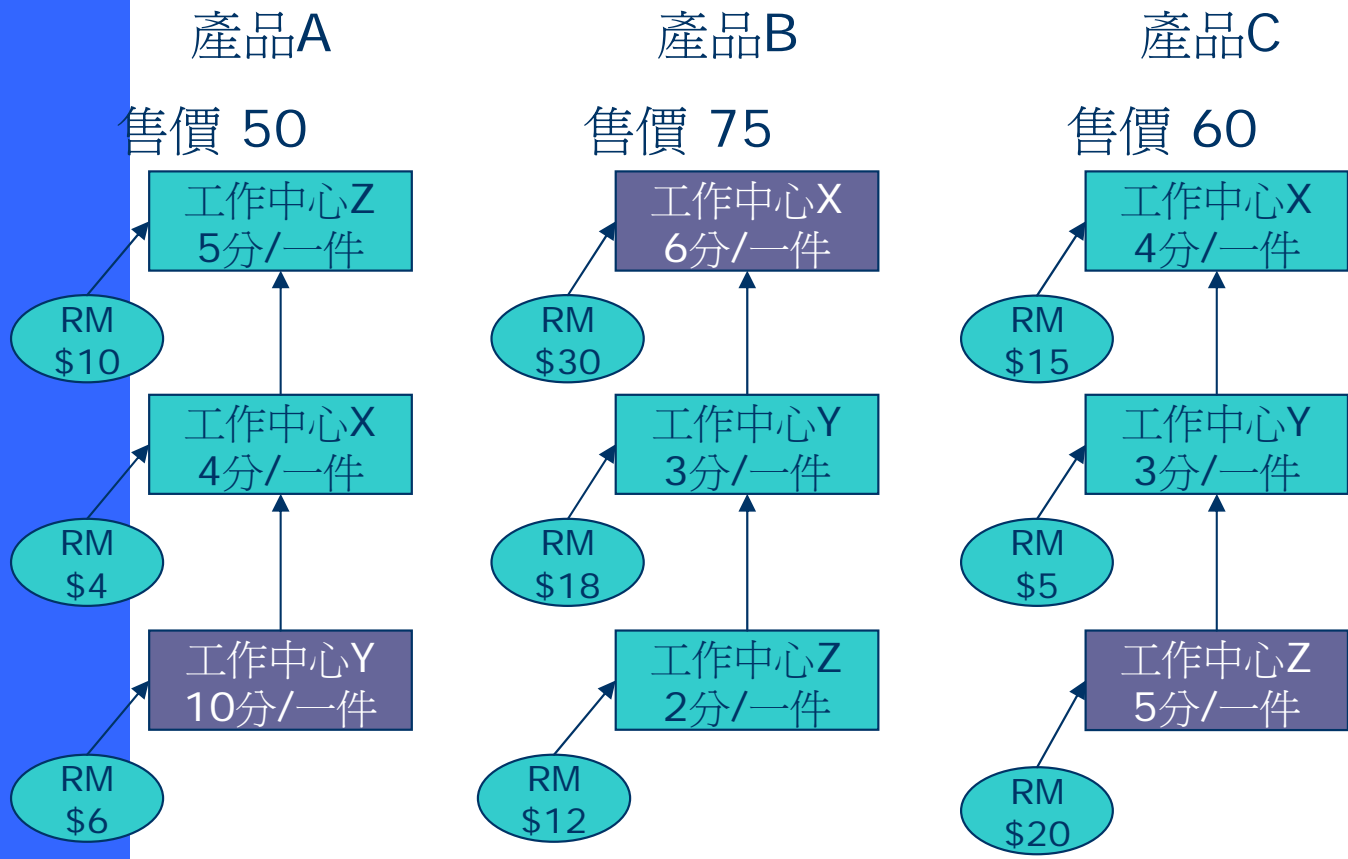 產品A
售價 50
工作中心Z
5分/一件
RM
$10
工作中心X
4分/一件
RM
$4
工作中心Y
10分/一件
RM
$6
產品B
售價 75
工作中心X
6分/一件
RM
$30
工作中心Y
3分/一件
RM
$18
工作中心Z
2分/一件
RM
$12
產品C
售價 60
工作中心X
4分/一件
RM
$15
工作中心Y
3分/一件
RM
$5
工作中心Z
5分/一件
RM
$20